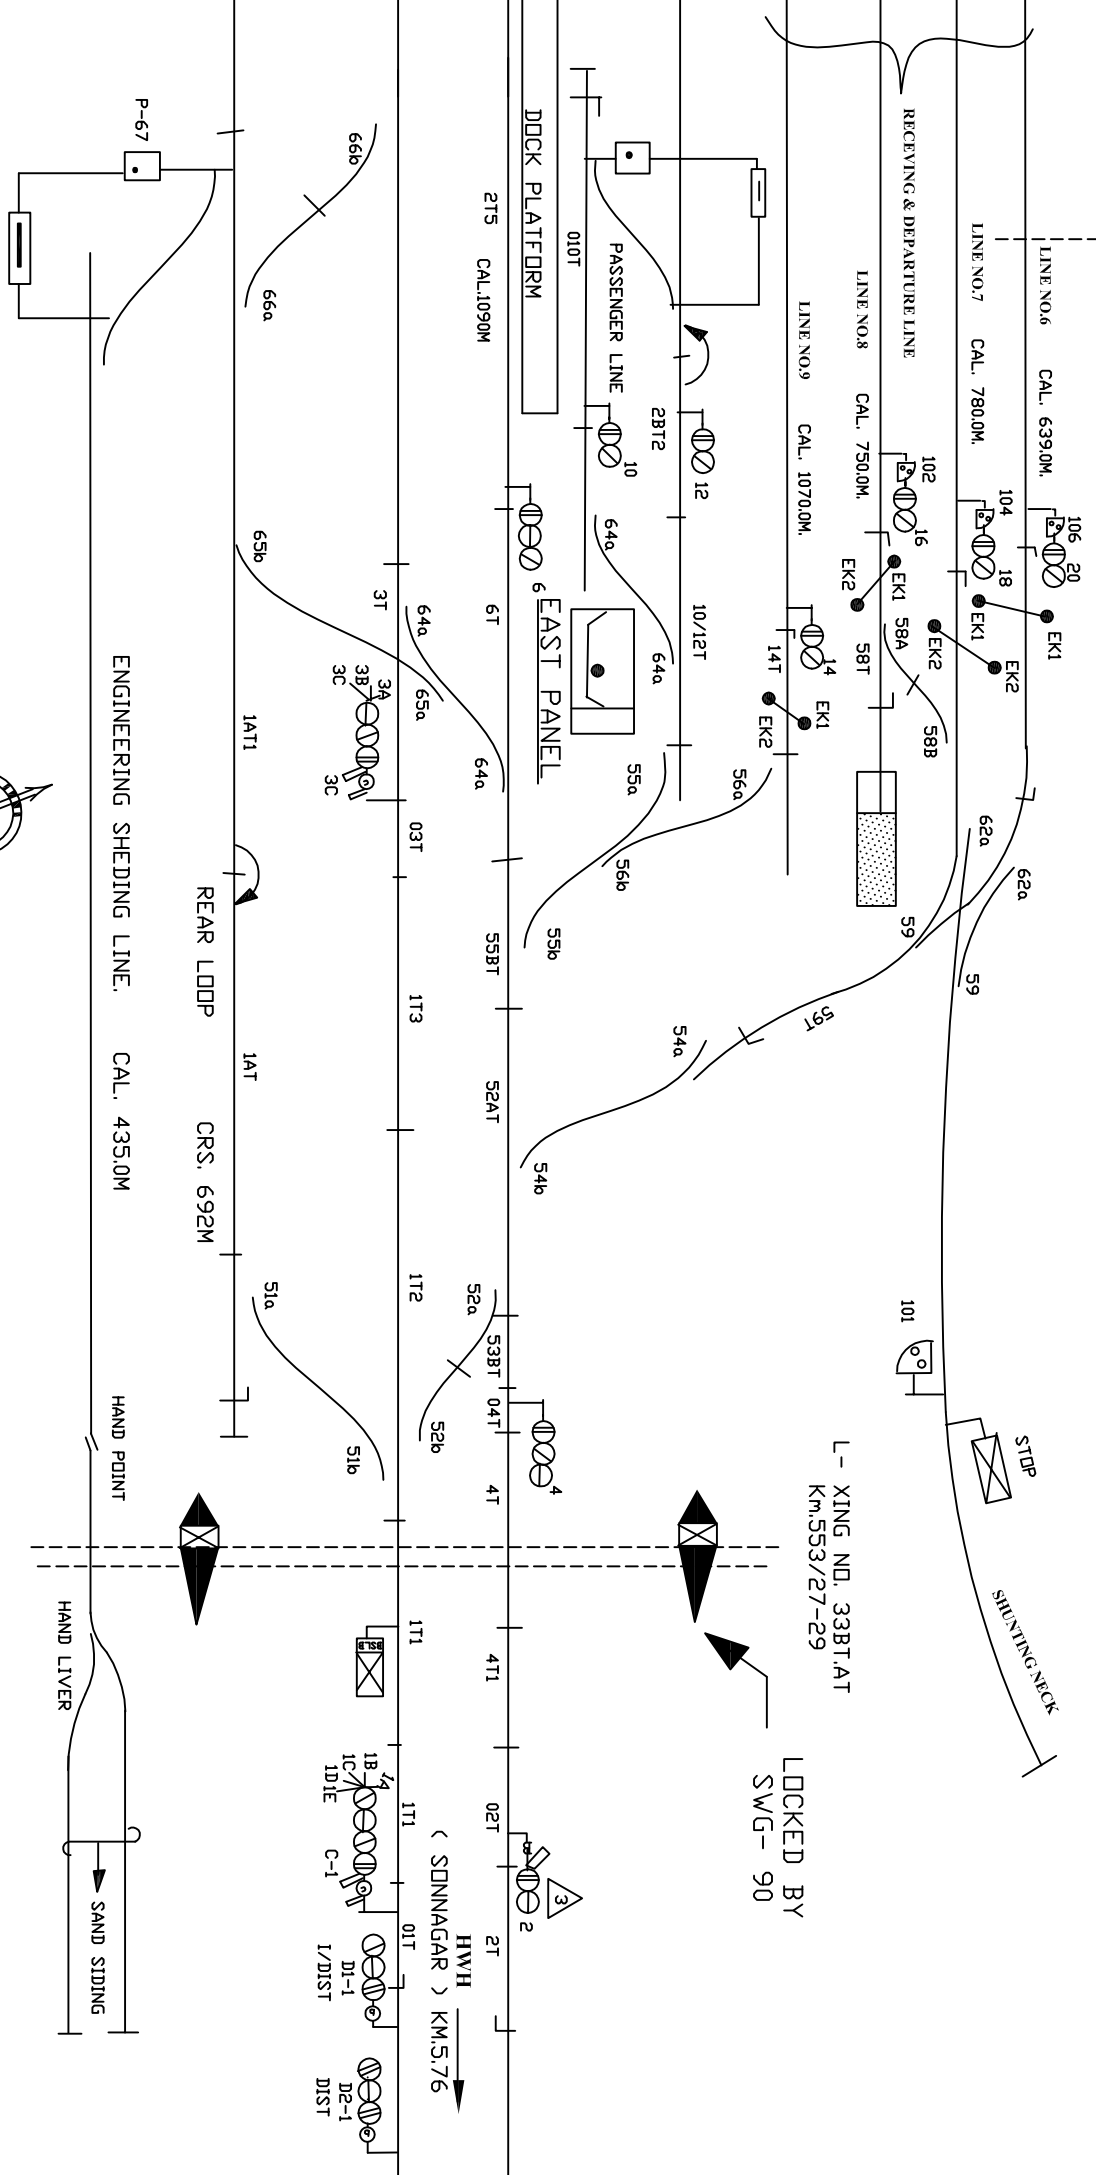 106
20
LINE NO.6 CAL. 639.0M.
EK1
EK2
62a
STOP
SHUNTING NECK
104
18
LINE NO.7 CAL. 780.0M.
EK1
EK2
62a
59
RECEVING & DEPARTURE LINE
102
16
EK1
58A
58B
59
101
LINE NO.8 CAL. 750.0M.
EK2
58T
59T
L- XING NO. 33BT.AT
Km.553/27-29
LINE NO.9 CAL. 1070.0M.
14
EK1
14T
EK2
56a
LOCKED BY
SWG- 90
12
10/12T
54a
2BT2
64a
55a
56b
PASSENGER LINE
10
64a
010T
EAST PANEL
55b
54b
DOCK PLATFORM
6
4
3
2
2T5 CAL.1090M
6T
64a
55BT
52AT
52a
53BT
04T
4T
4T1
02T
2T
HWH
( SONNAGAR ) KM.5.76
64a
65a
52b
3T
03T
1T3
1T2
1T1
1T1
01T
3A
3B
3C
3C
BSLB
1B
1C
1D
1E
C-1
D1-1
I/DIST
D2-1
DIST
66b
66a
65b
51a
51b
1AT1
1AT
REAR LOOP CRS. 692M
P-67
ENGINEERING SHEDING LINE. CAL. 435.0M
HAND POINT
HAND LIVER
SAND SIDING